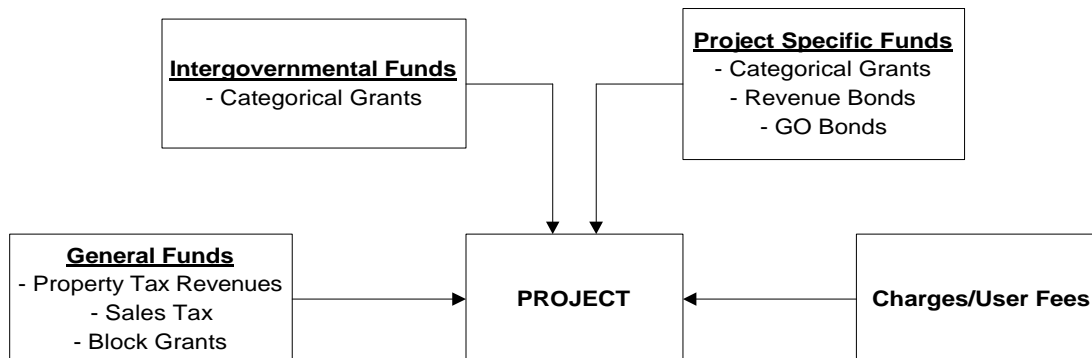 Intergovernmental Funds
- Categorical Grants
Project Specific Funds
- Categorical Grants
- Revenue Bonds
- GO Bonds
General Funds
- Property Tax Revenues
- Sales Tax
- Block Grants
PROJECT
Charges/User Fees